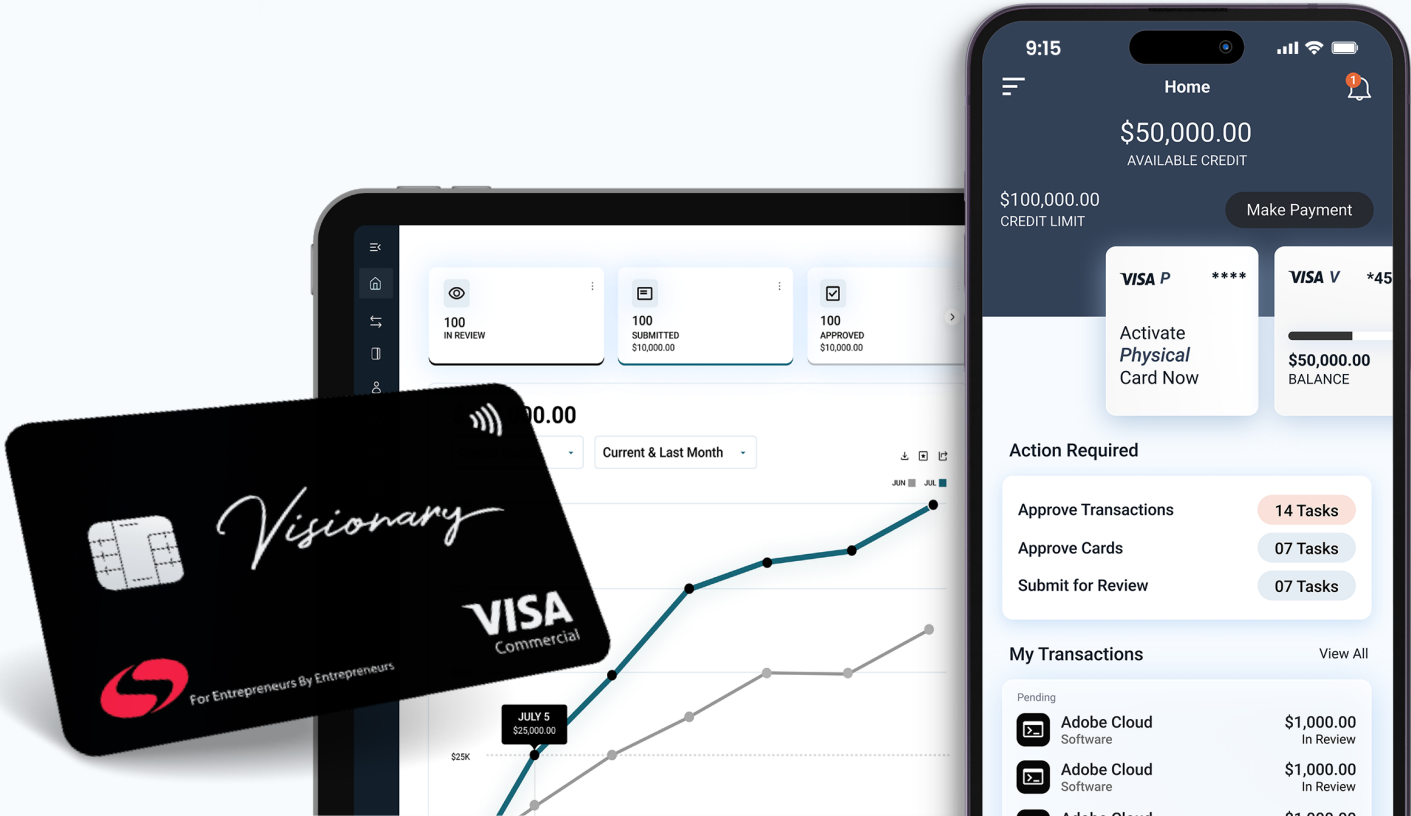 100
IN REVIEW
100
SUBMITTED
$10,000.00
100
APPROVED
$10,000.00
Current & Last Month
JUN
JUL
JULY 5
$25,000.00
$25K
Visionary
VISA
Commercial
For Entrepreneurs By Entrepreneurs
9:15
Home
1
$50,000.00
AVAILABLE CREDIT
$100,000.00
CREDIT LIMIT
Make Payment
VISA P ****
Activate
Physical
Card Now
VISA V *45
$50,000.00
BALANCE
Action Required
Approve Transactions 14 Tasks
Approve Cards 07 Tasks
Submit for Review 07 Tasks
My Transactions View All
Pending
Adobe Cloud $1,000.00
Software In Review
Adobe Cloud $1,000.00
Software In Review